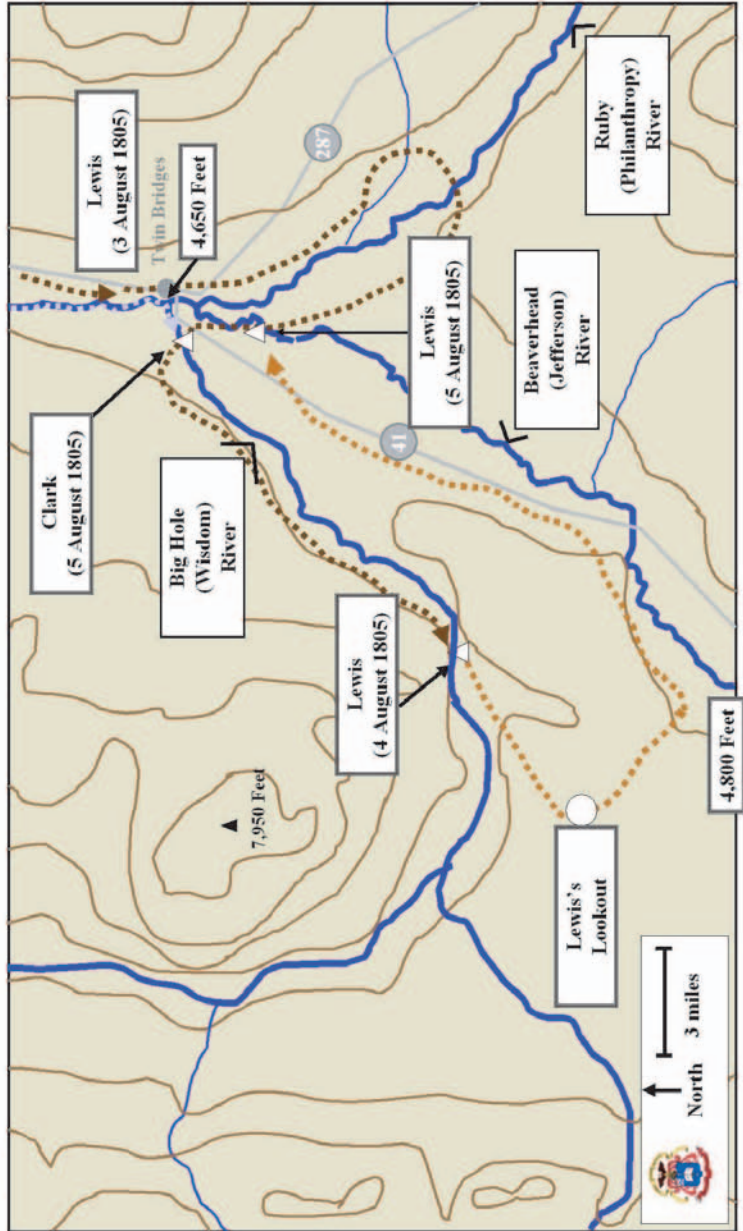 Lewis
(3 August 1805)
Twin Bridges
4,650 Feet
287
Ruby
(Philanthropy)
River
Clark
(5 August 1805)
Lewis
(5 August 1805)
Big Hole
(Wisdom)
River
41
Beaverhead
(Jefferson)
River
Lewis
(4 August 1805)
7,950 Feet
4,800 Feet
Lewis's
Lookout
North
3 miles